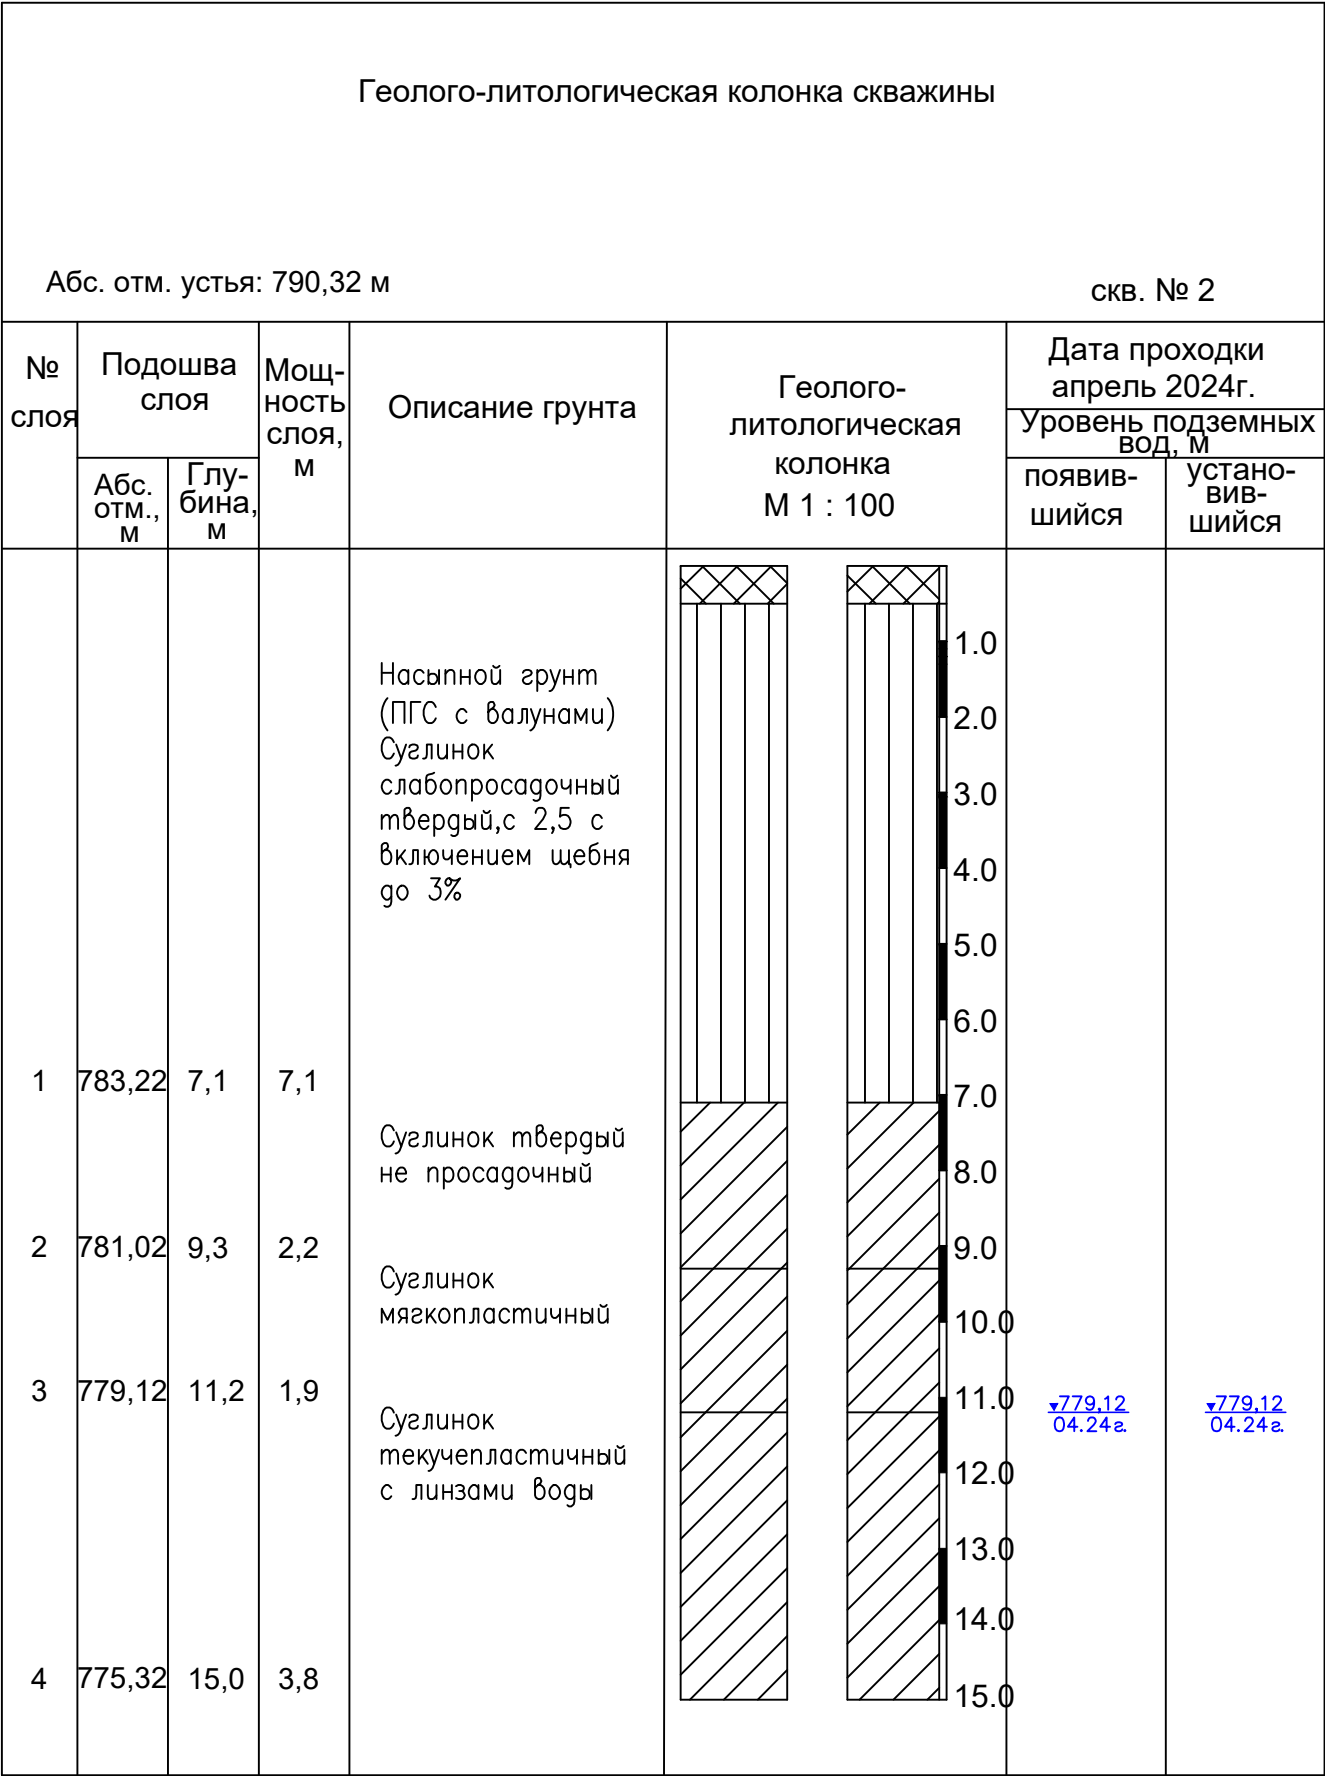 Геолого-литологическая колонка скважины
Абс. отм. устья: 790,32 м
скв. № 2
№
слоя
Подошва
слоя
Абс.
отм.,
м
Глу-
бина,
м
Мощ-
ность
слоя,
м
Описание грунта
Геолого-
литологическая
колонка
М 1 : 100
Дата проходки
апрель 2024г.
Уровень подземных
вод, м
появив-
шийся
устано-
вив-
шийся
Насыпной грунт
(ПГС с валунами)
Суглинок
слабопросадочный
твердый,с 2,5 с
включением щебня
до 3%
1 783,22 7,1 7,1
Суглинок твердый
не просадочный
2 781,02 9,3 2,2
Суглинок
мягкопластичный
3 779,12 11,2 1,9
Суглинок
текучепластичный
с линзами воды
4 775,32 15,0 3,8
1.0
2.0
3.0
4.0
5.0
6.0
7.0
8.0
9.0
10.0
11.0
12.0
13.0
14.0
15.0
▾779,12
04.24г.
▾779,12
04.24г.